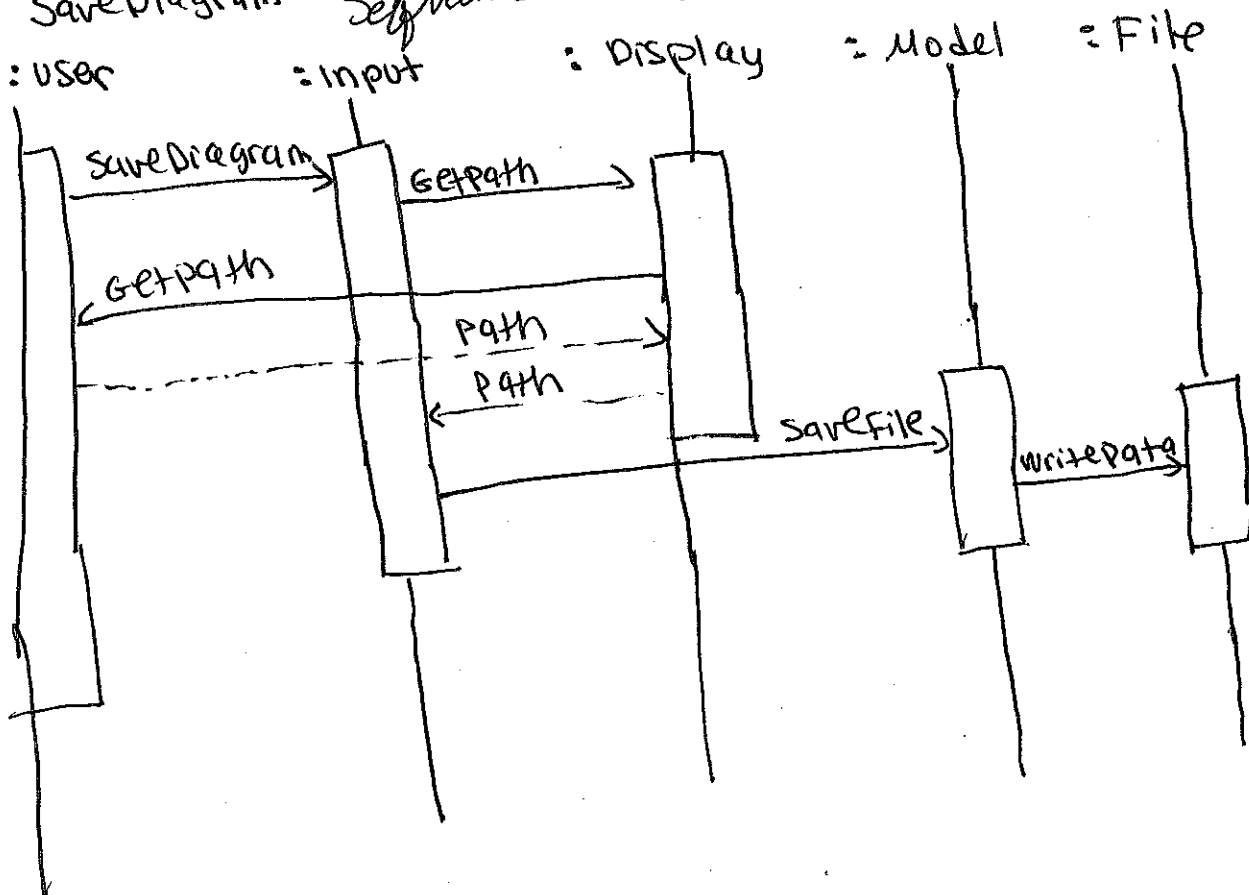 SaveDiagram
: user : input : Display : Model : File
saveDiagram
Getpath
Getpath
path
path
saveFile
writeData